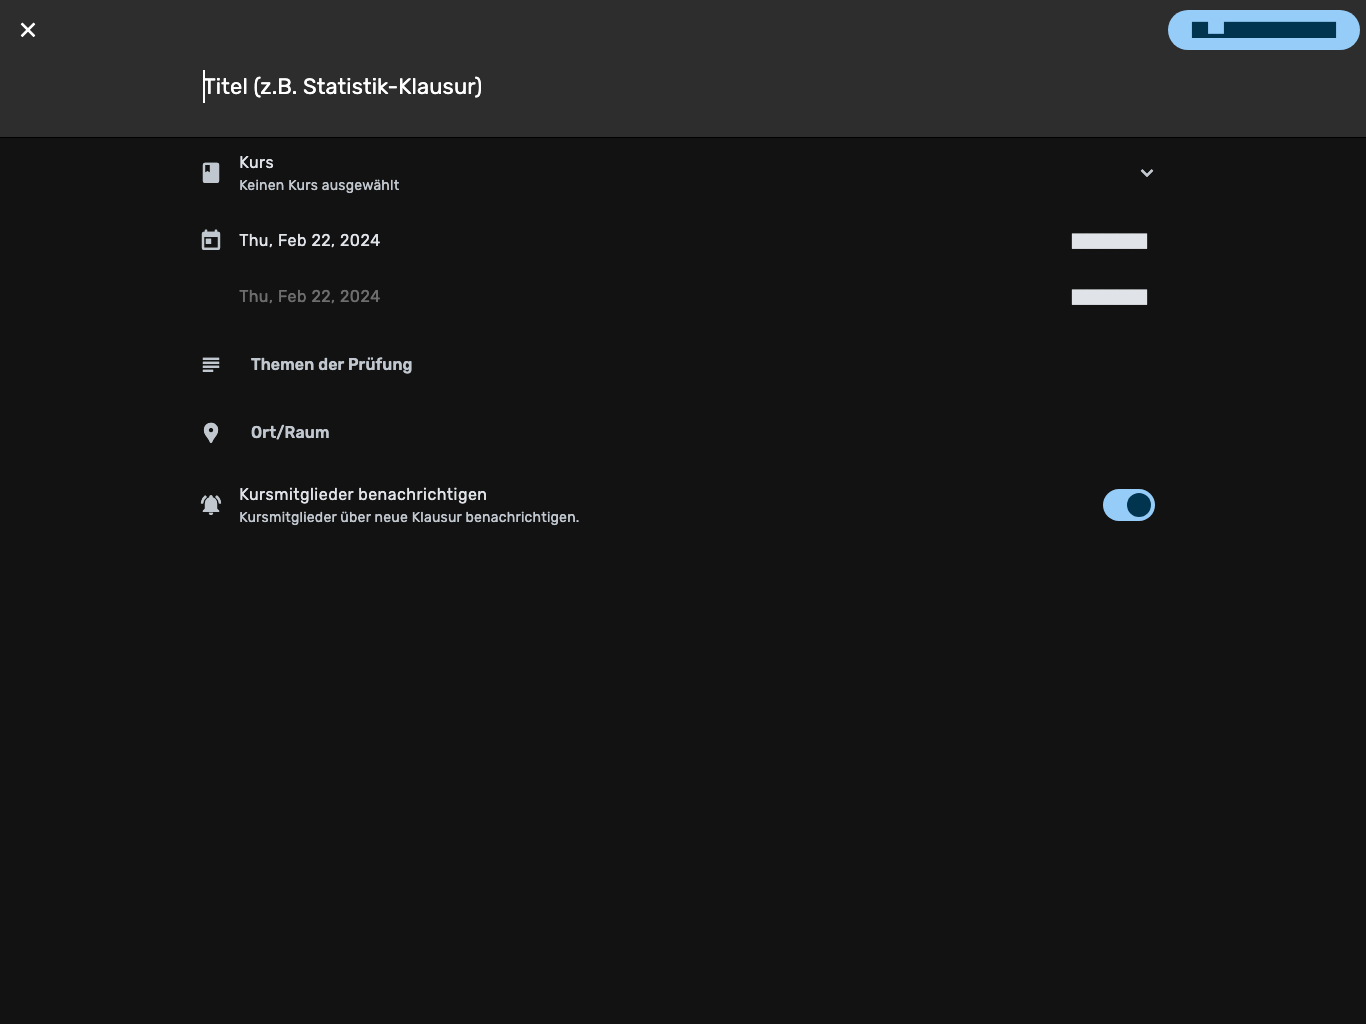 Titel (z.B. Statistik-Klausur)
Kurs
Keinen Kurs ausgewählt
Thu, Feb 22, 2024
Thu, Feb 22, 2024
Themen der Prüfung
Ort/Raum
Kursmitglieder benachrichtigen
Kursmitglieder über neue Klausur benachrichtigen.